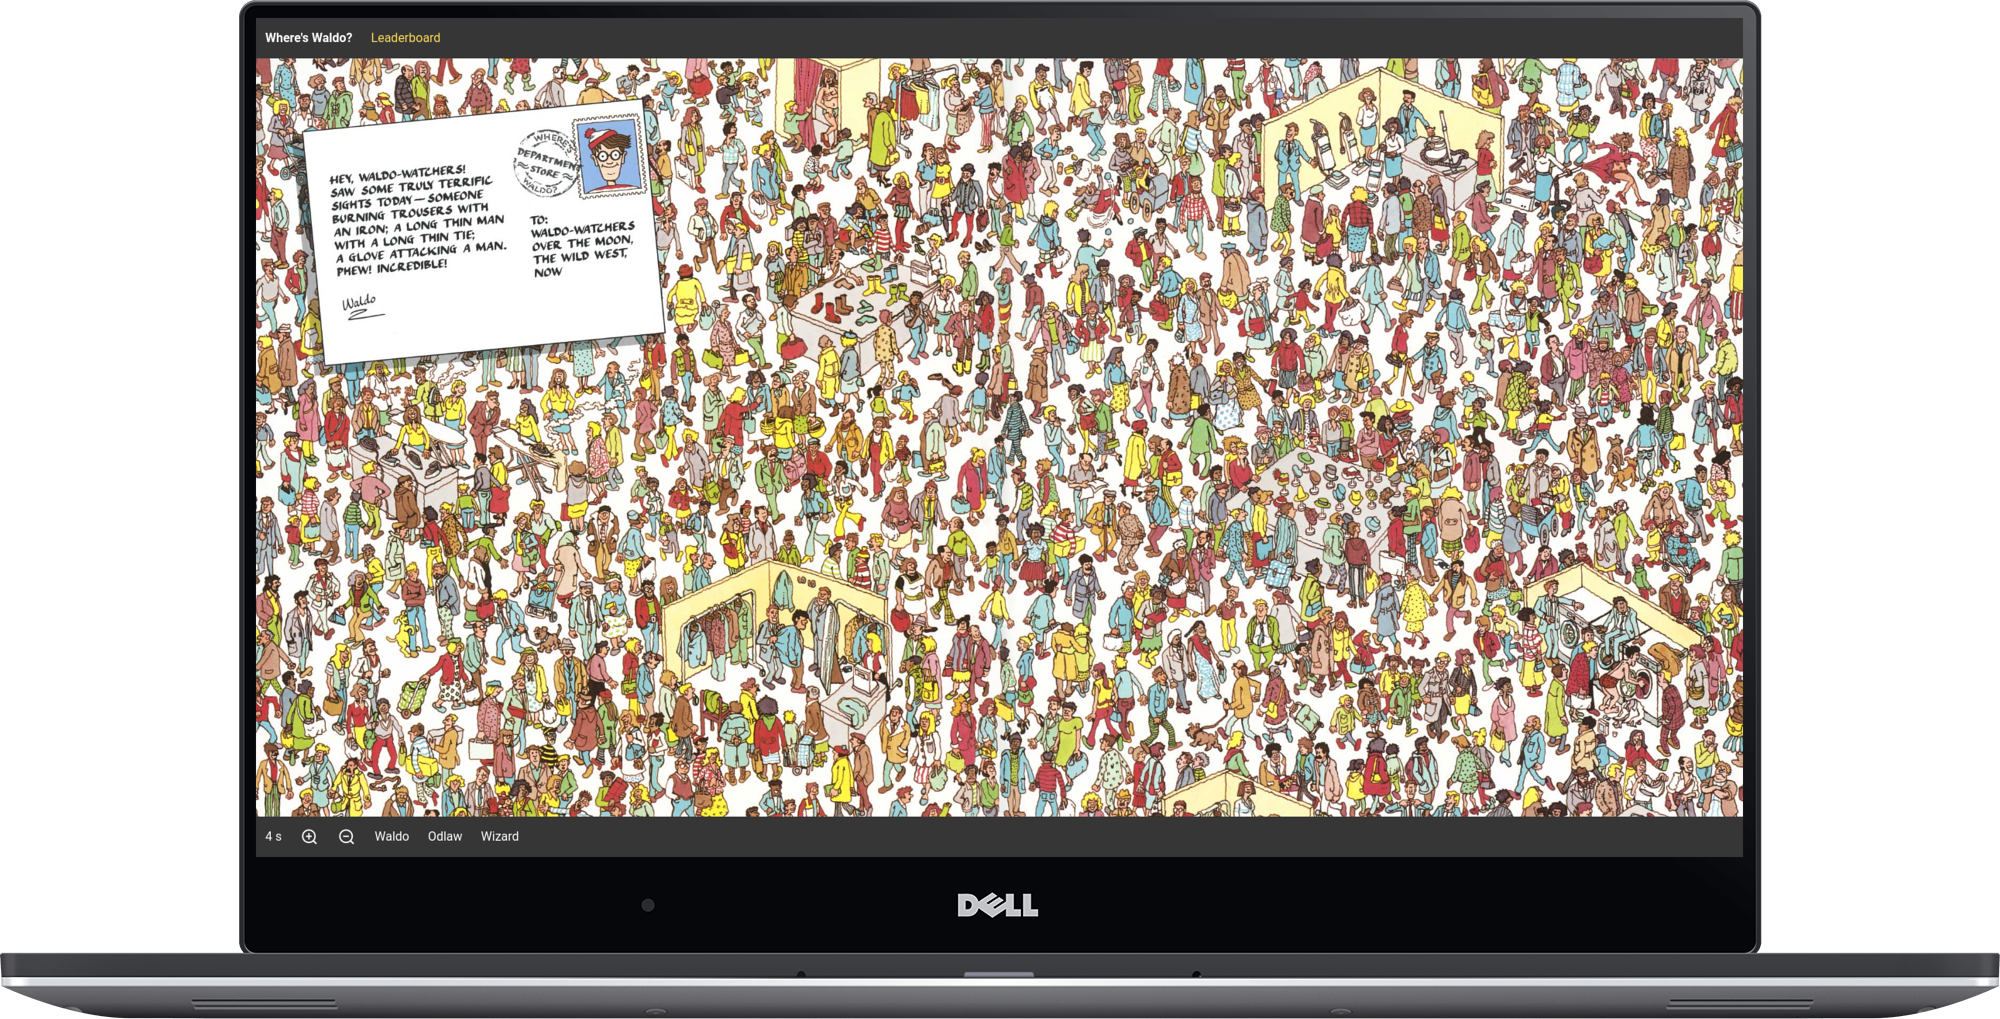 Where's Waldo? Leaderboard
HEY, WALDO-WATCHERS!
SAW SOME TRULY TERRIFIC
SIGHTS TODAY — SOMEONE
BURNING TROUSERS WITH
AN IRON; A LONG THIN MAN
WITH A LONG THIN TIE;
A GLOVE ATTACKING A MAN.
PHEW! INCREDIBLE!
Waldo
WHERE'S
DEPARTMENT
STORE
WALDO?
TO:
WALDO-WATCHERS
OVER THE MOON,
THE WILD WEST,
NOW
4 s Waldo Odlaw Wizard
DELL